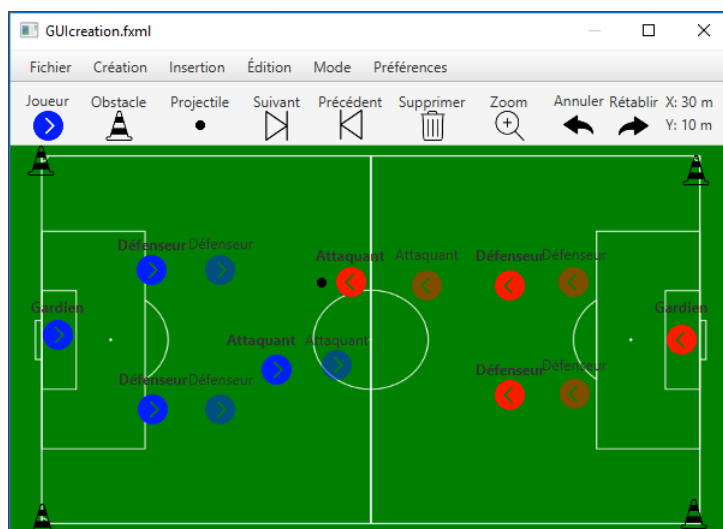 GUIcreation.fxml
Fichier Création Insertion Édition Mode Préférences
Joueur Obstacle Projectile Suivant Précédent Supprimer Zoom Annuler Rétablir X: 30 m
Y: 10 m
Défenseur Défenseur
Attaquant Attaquant Défenseur Défenseur
Gardien Gardien
Attaquant Attaquant
Défenseur Défenseur Défenseur Défenseur